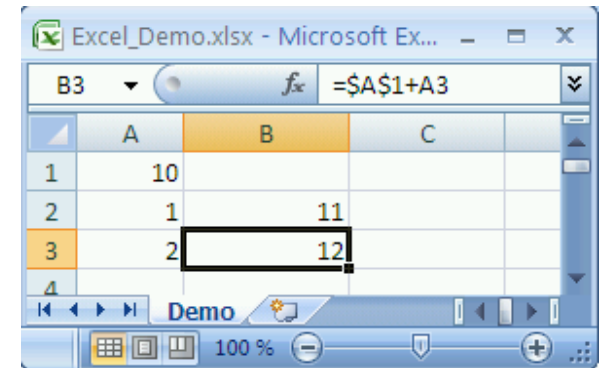 Excel_Demo.xlsx - Microsoft Ex...
B3 fx =$A$1+A3
A B C
1 10
2 1 11
3 2 12
4
Demo
100 %